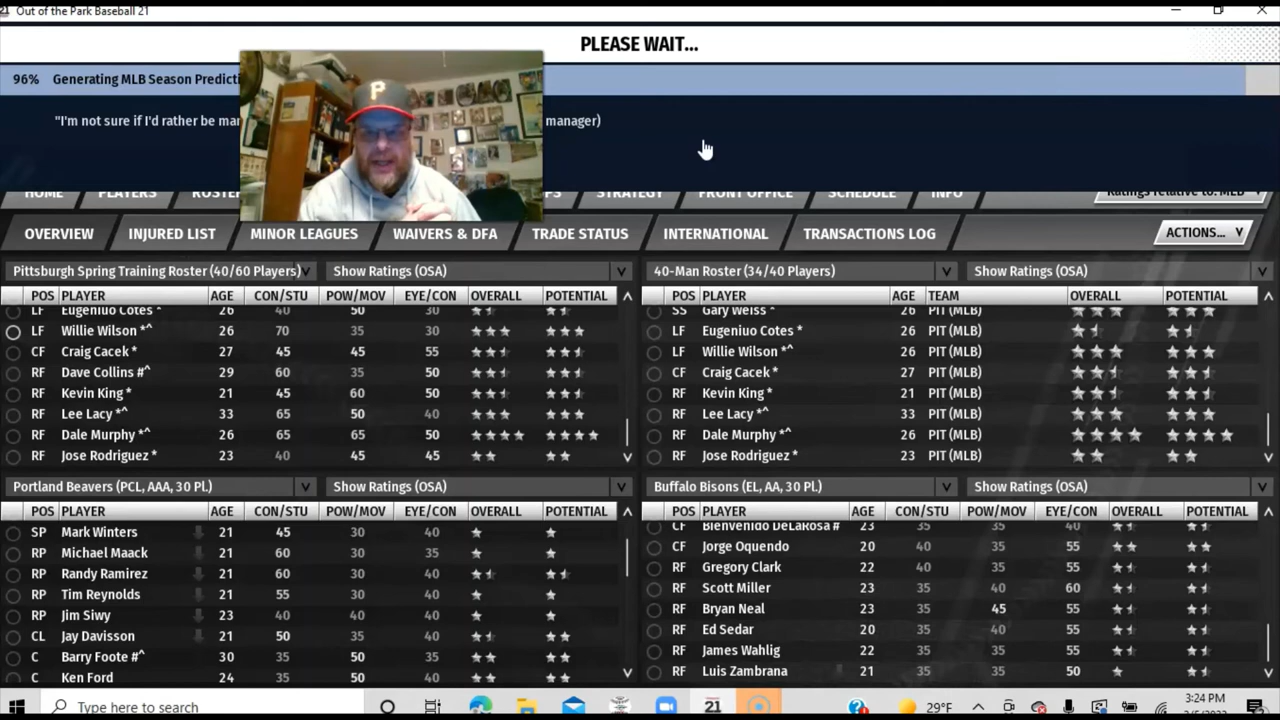 21 Out of the Park Baseball 21
PLEASE WAIT...
96% Generating MLB Season Predicti
"I'm not sure if I'd rather be mar manager)
P
HOME PLAYERS ROSTER STRATEGY FRONT OFFICE SCHEDULE INFO Ratings relative to: MLB
OVERVIEW INJURED LIST MINOR LEAGUES WAIVERS & DFA TRADE STATUS INTERNATIONAL TRANSACTIONS LOG ACTIONS...
Pittsburgh Spring Training Roster (40/60 Players) Show Ratings (OSA)
POS PLAYER AGE CON/STU POW/MOV EYE/CON OVERALL POTENTIAL
LF Eugeniuo Cotes * 26 40 50 30
LF Willie Wilson *^ 26 70 35 30
CF Craig Cacek * 27 45 45 55
RF Dave Collins #^ 29 60 35 50
RF Kevin King * 21 45 60 50
RF Lee Lacy *^ 33 65 50 40
RF Dale Murphy *^ 26 65 65 50
RF Jose Rodriguez * 23 40 45 45
40-Man Roster (34/40 Players) Show Ratings (OSA)
POS PLAYER AGE TEAM OVERALL POTENTIAL
SS Gary Weiss * 26 PIT (MLB)
LF Eugeniuo Cotes * 26 PIT (MLB)
LF Willie Wilson *^ 26 PIT (MLB)
CF Craig Cacek * 27 PIT (MLB)
RF Kevin King * 21 PIT (MLB)
RF Lee Lacy *^ 33 PIT (MLB)
RF Dale Murphy *^ 26 PIT (MLB)
RF Jose Rodriguez * 23 PIT (MLB)
Portland Beavers (PCL, AAA, 30 Pl.) Show Ratings (OSA)
POS PLAYER AGE CON/STU POW/MOV EYE/CON OVERALL POTENTIAL
SP Mark Winters 21 45 30 40
RP Michael Maack 21 60 30 35
RP Randy Ramirez 21 60 30 40
RP Tim Reynolds 21 55 30 40
RP Jim Siwy 23 40 40 40
CL Jay Davisson 21 50 35 40
C Barry Foote #^ 30 35 50 35
C Ken Ford 24 35 50 40
Buffalo Bisons (EL, AA, 30 Pl.) Show Ratings (OSA)
POS PLAYER AGE CON/STU POW/MOV EYE/CON OVERALL POTENTIAL
CF Bienvenido DeLaRosa # 23 35 35 40
CF Jorge Oquendo 20 40 35 55
RF Gregory Clark 22 40 35 55
RF Scott Miller 23 35 40 60
RF Bryan Neal 23 35 45 55
RF Ed Sedar 20 35 40 55
RF James Wahlig 22 35 40 55
RF Luis Zambrana 21 35 35 50
Type here to search
21
29°F
3:24 PM